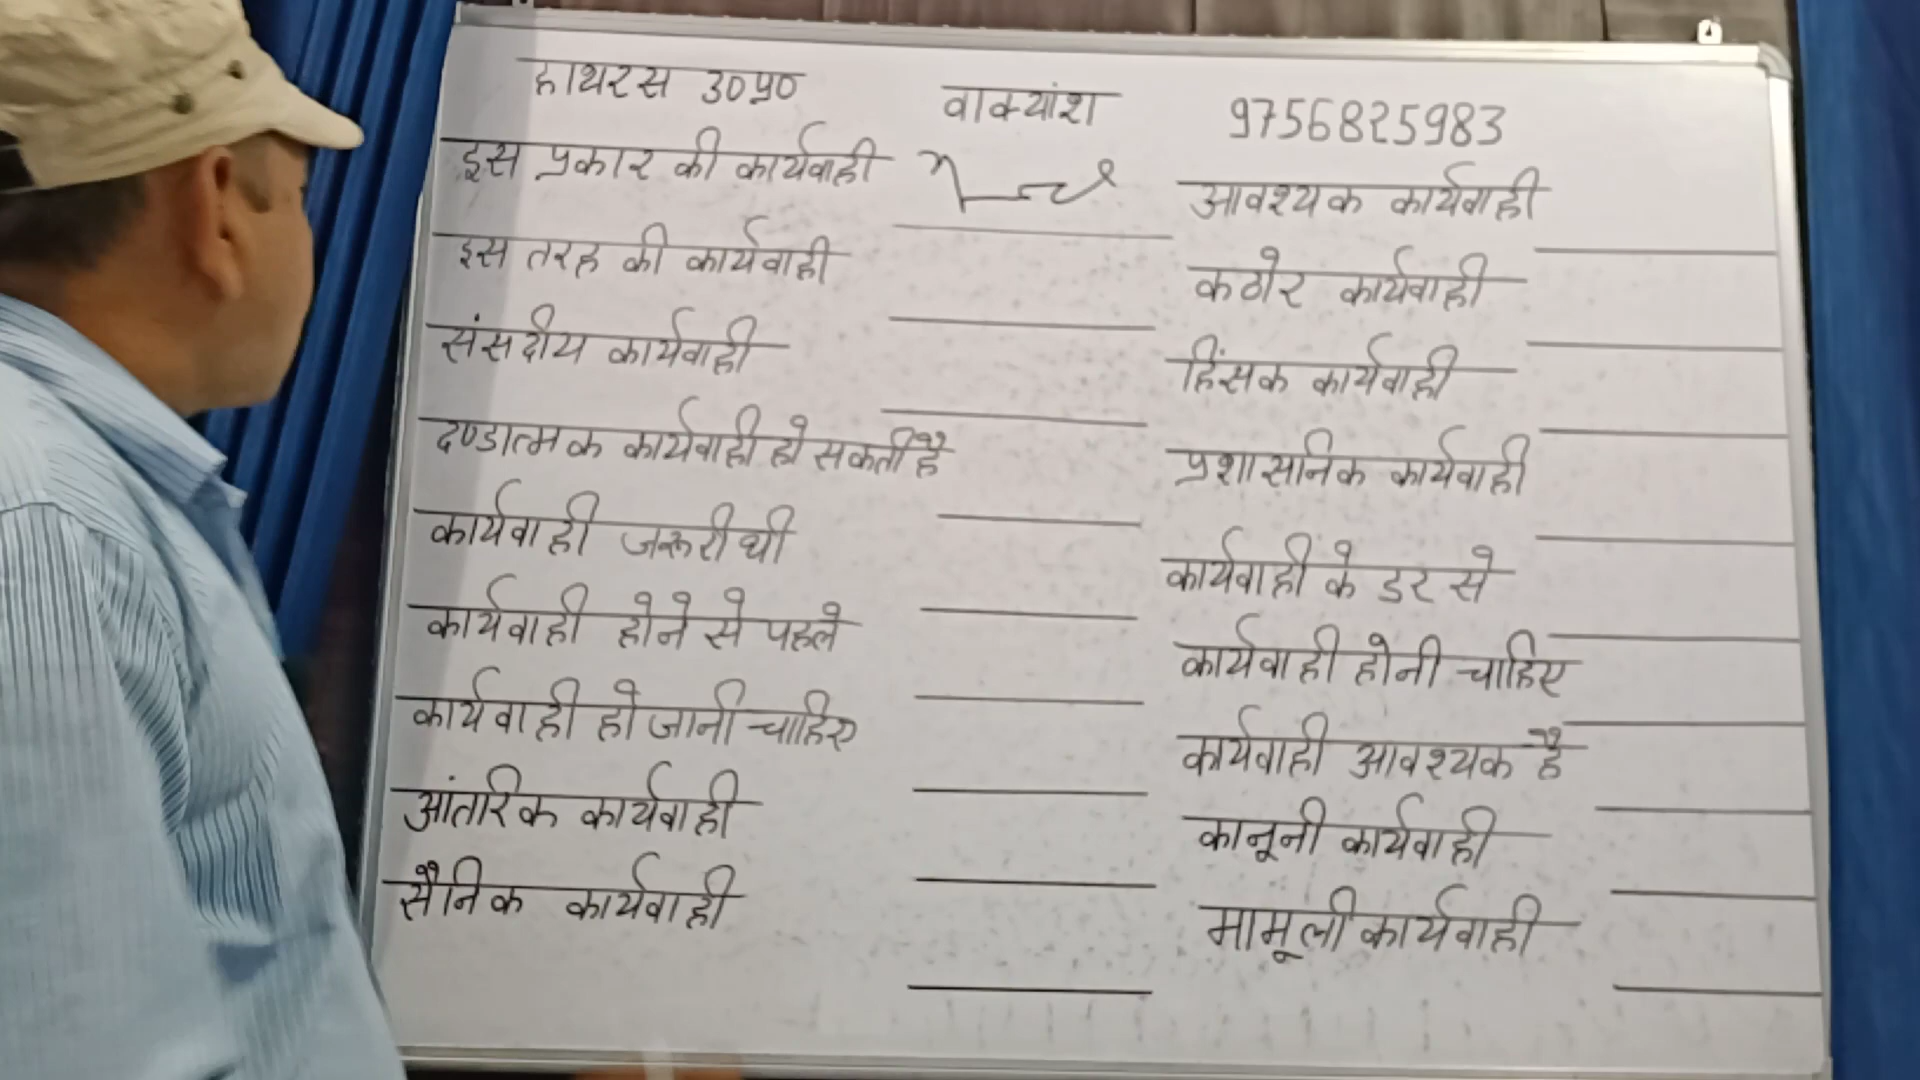 हाथरस उ०प्र० वाक्यांश 9756825983
इस प्रकार की कार्यवाही
इस तरह की कार्यवाही
संसदीय कार्यवाही
दण्डात्मक कार्यवाही हो सकती है
कार्यवाही जरूरी थी
कार्यवाही होने से पहले
कार्यवाही हो जानी चाहिए
आंतरिक कार्यवाही
सैनिक कार्यवाही
आवश्यक कार्यवाही
कठोर कार्यवाही
हिंसक कार्यवाही
प्रशासनिक कार्यवाही
कार्यवाही के डर से
कार्यवाही होनी चाहिए
कार्यवाही आवश्यक है
कानूनी कार्यवाही
मामूली कार्यवाही